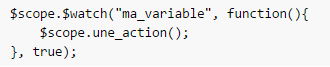 $scope.$watch("ma_variable", function(){
    $scope.une_action();
}, true);